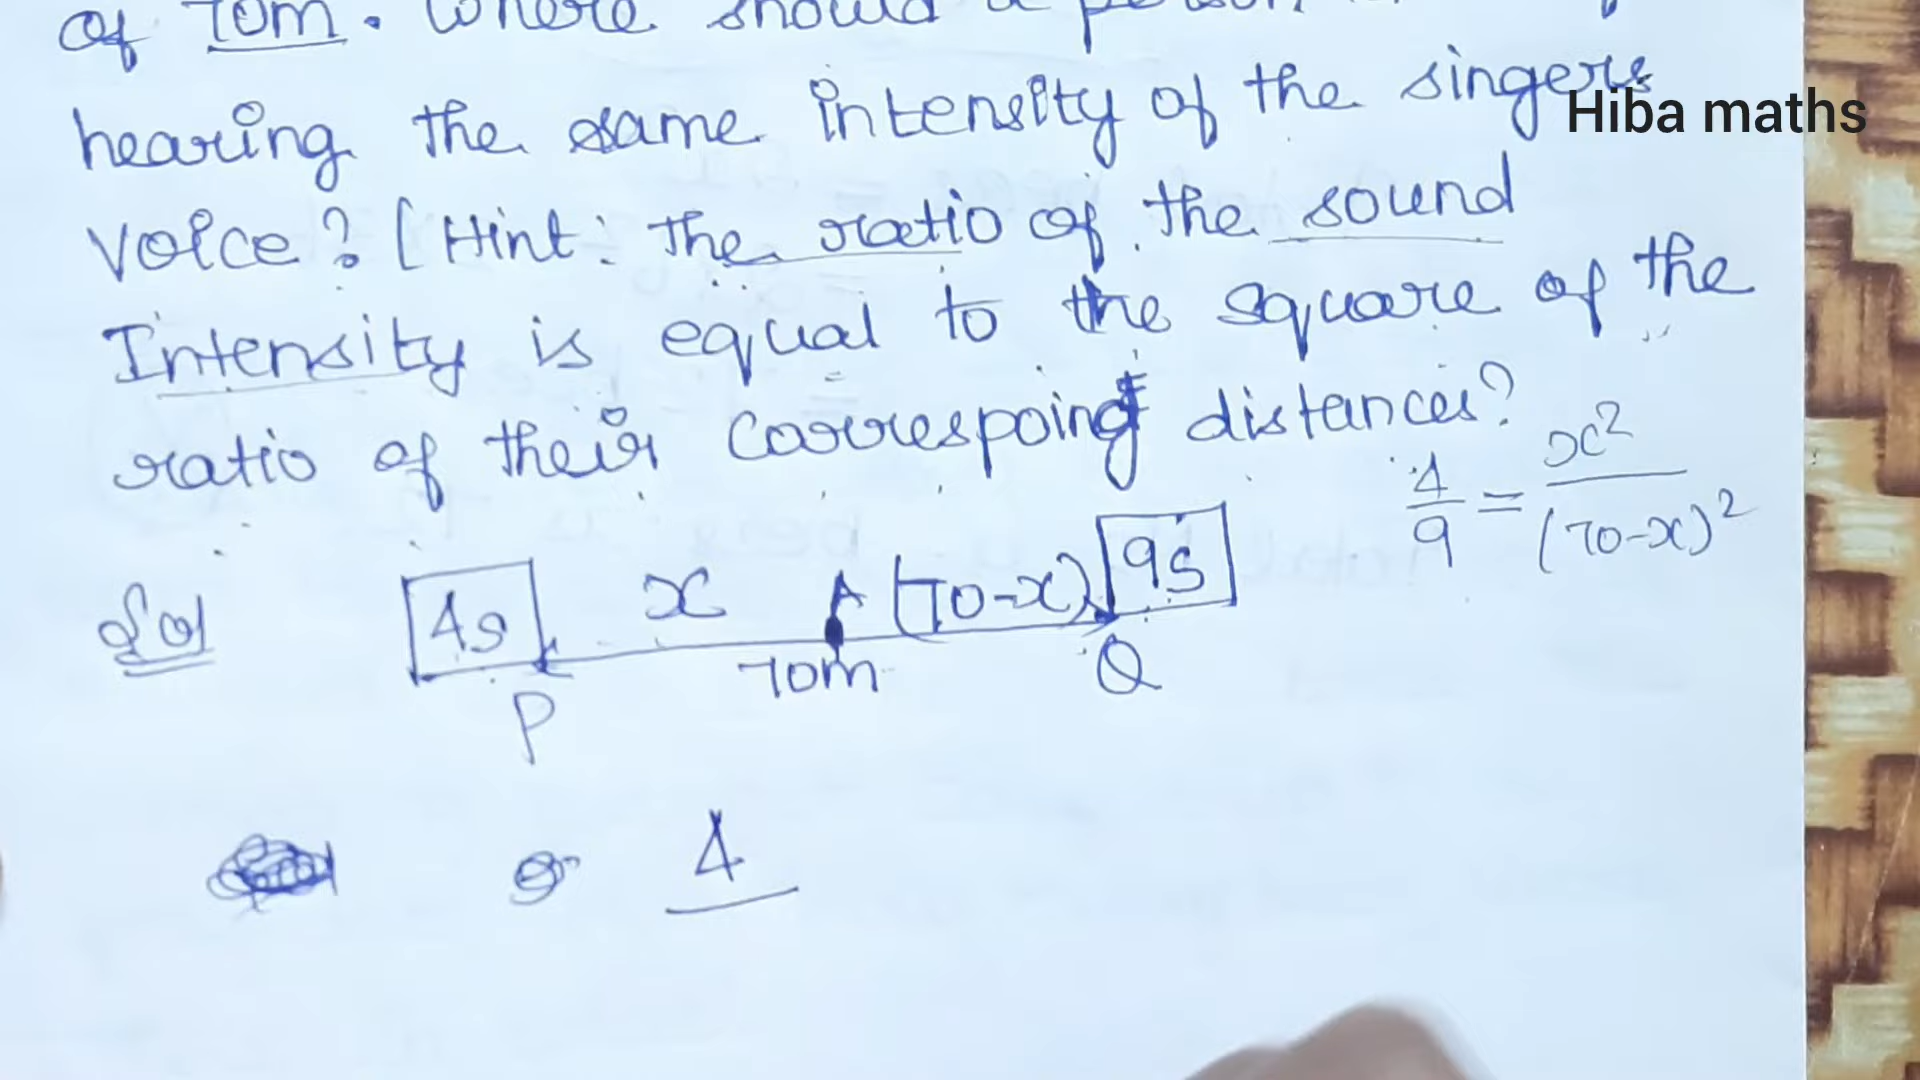 of 70m. Where should a person
hearing the same intensity of the singers
Hiba maths
voice? [Hint: The ratio of the sound
Intensity is equal to the square of the
ratio of their correspoing distances?
4/9 = x²/(70-x)²
Sol 4s x A (70-x) 9s
P 70m Q
4